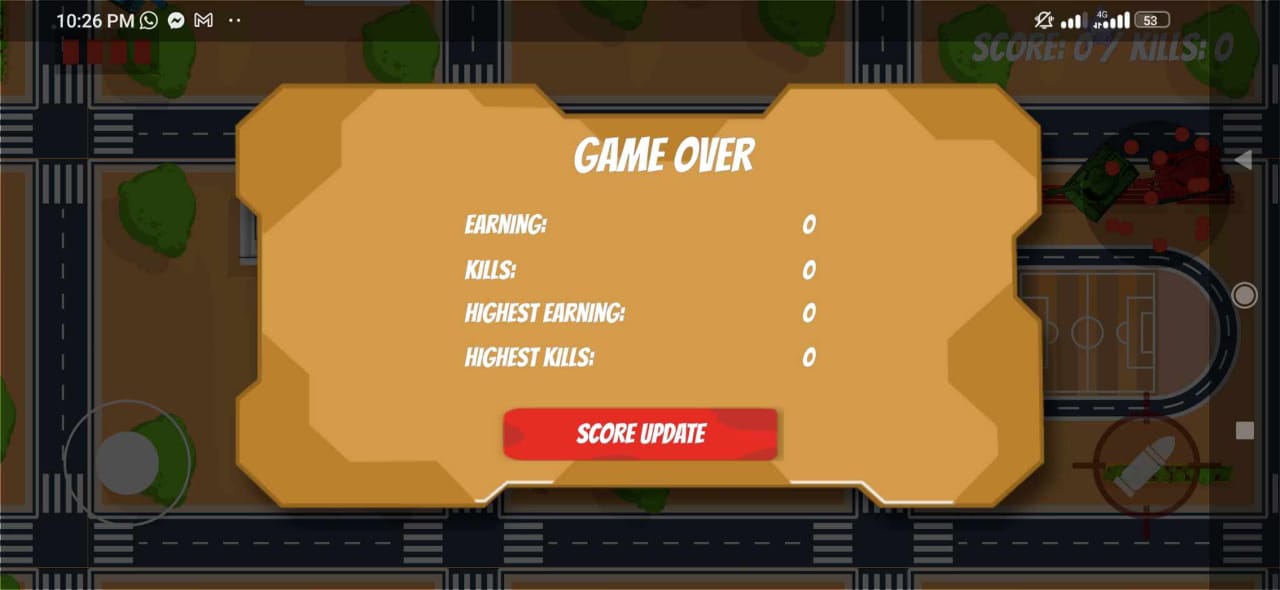 10:26 PM
4G
53
SCORE: 0 / KILLS: 0
GAME OVER
EARNING: 0
KILLS: 0
HIGHEST EARNING: 0
HIGHEST KILLS: 0
SCORE UPDATE